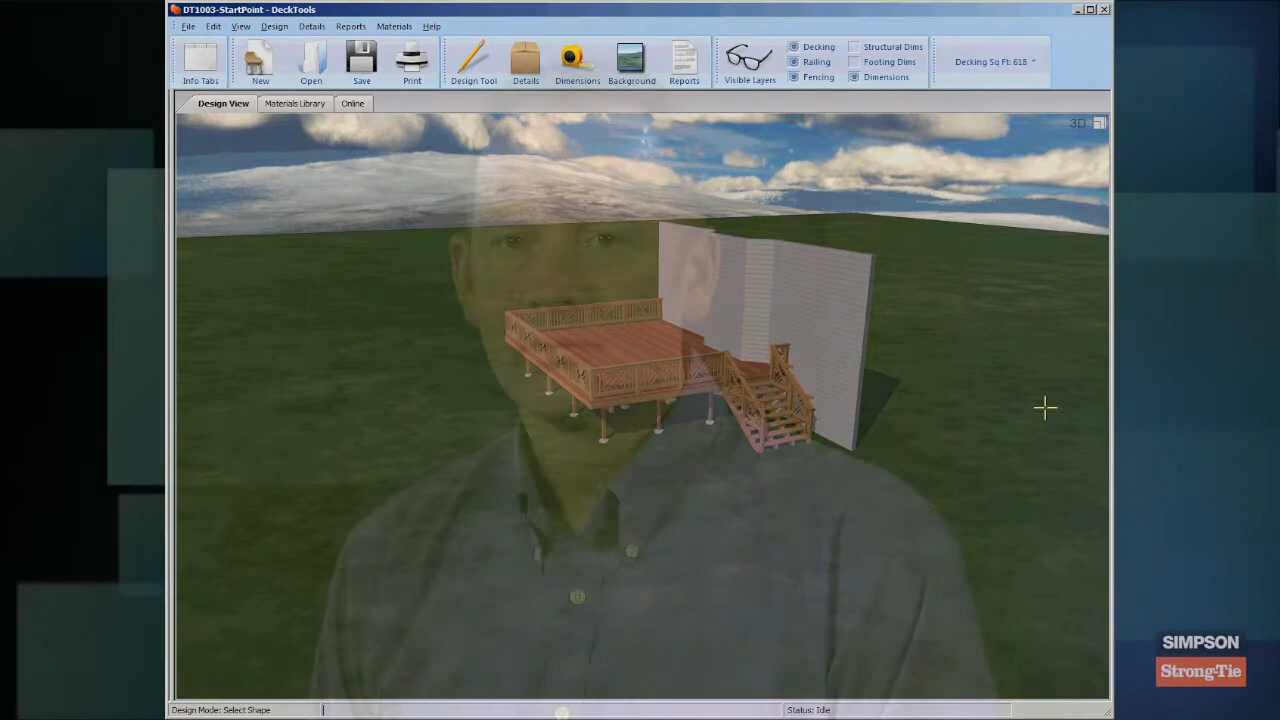 DT1003-StartPoint - DeckTools
File Edit View Design Details Reports Materials Help
Info Tabs New Open Save Print Design Tool Details Dimensions Background Reports Visible Layers
Decking Structural Dims
Railing Footing Dims
Fencing Dimensions
Decking Sq Ft: 618
Design View Materials Library Online
3D
SIMPSON
Strong-Tie
Design Mode: Select Shape Status: Idle